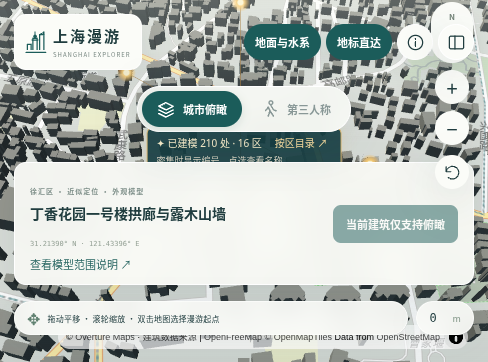 上海漫游
SHANGHAI EXPLORER
地面与水系
地标直达
N
城市俯瞰
第三人称
✦ 已建模 210 处 · 16 区 按区目录 ↗
徐汇区 · 近似定位 · 外观模型
丁香花园一号楼拱廊与露木山墙
31.21398° N · 121.43396° E
查看模型范围说明 ↗
当前建筑仅支持俯瞰
拖动平移 · 滚轮缩放 · 双击地图选择漫游起点
0 m
© Overture Maps · 建筑数据来源 | OpenFreeMap © OpenMapTiles Data from OpenStreetMap